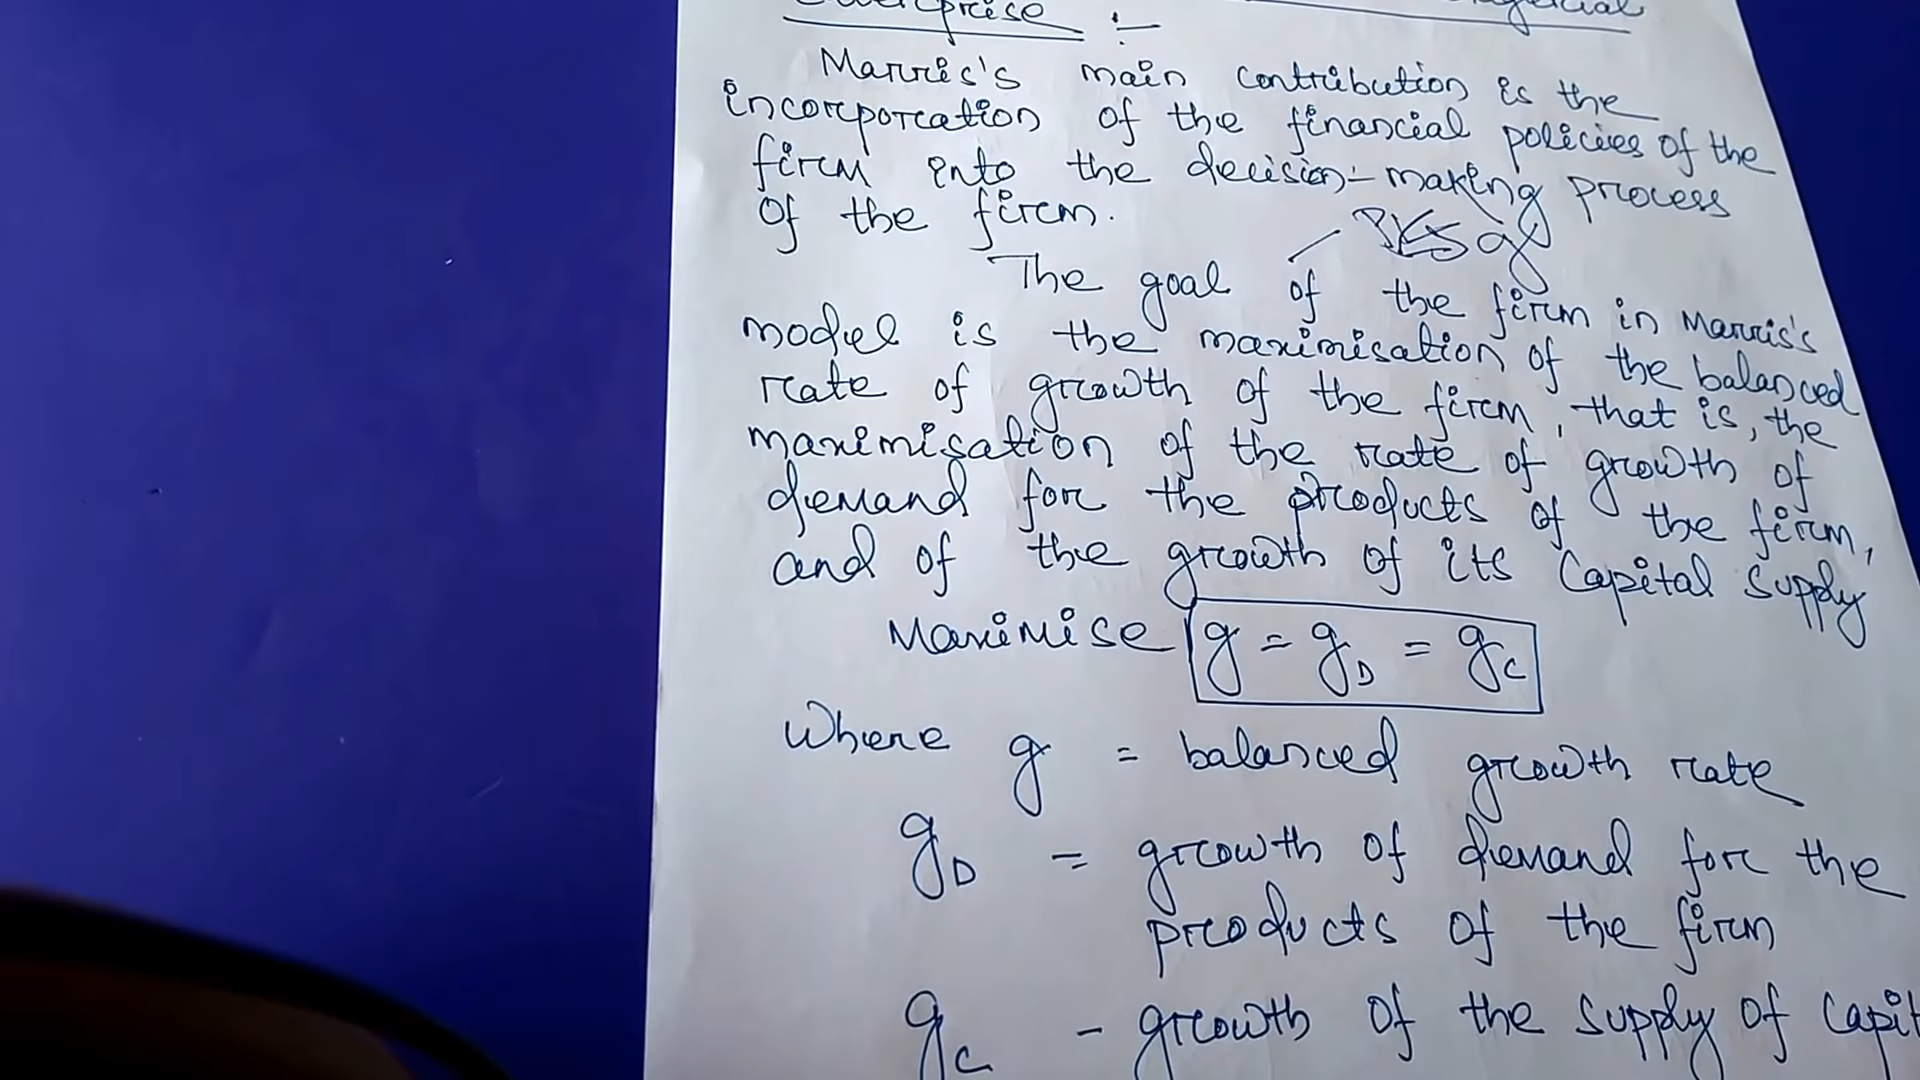 Enterprise :-
Marris's main contribution is the
incorporation of the financial policies of the
firm into the decision-making process
of the firm.
The goal of the firm in Marris's
model is the maximisation of the balanced
rate of growth of the firm, that is, the
maximisation of the rate of growth of
demand for the products of the firm,
and of the growth of its Capital supply
Maximise g = gD = gC
Where g = balanced growth rate
gD = growth of demand for the
products of the firm
gC - growth of the supply of Capit